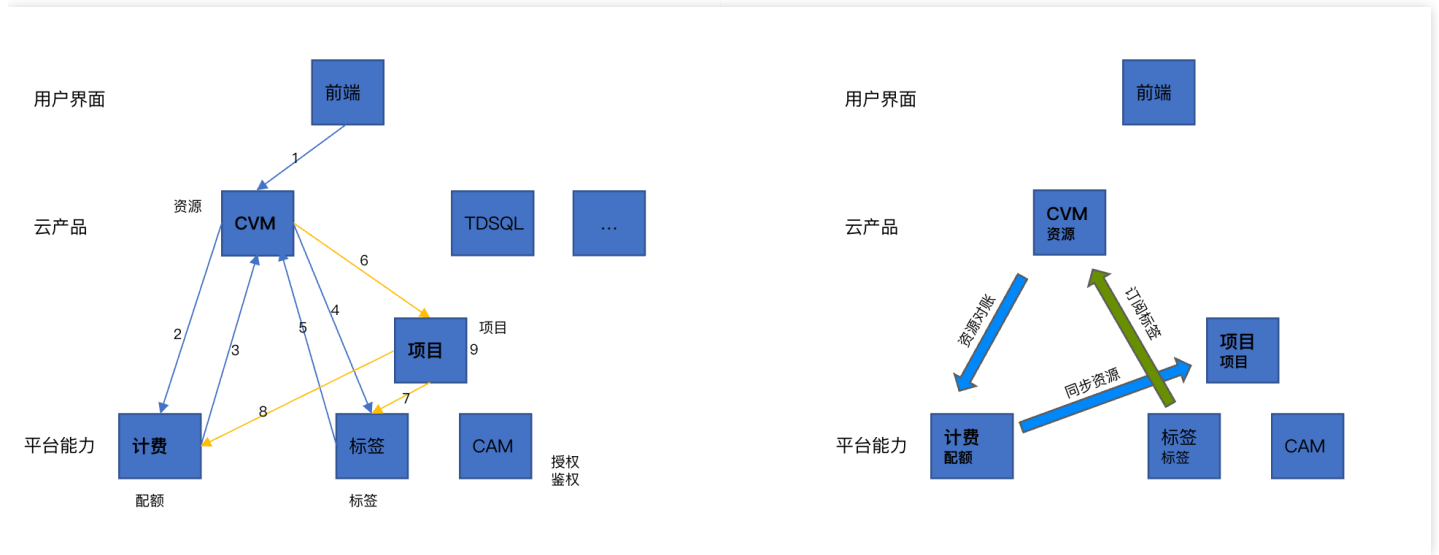 用户界面
前端
1
资源
云产品
CVM
TDSQL
...
6
4
5
2
3
项目
项目
9
7
8
平台能力
计费
标签
CAM
授权
鉴权
配额
标签
用户界面
前端
云产品
CVM
资源
资源对账
订阅标签
项目
项目
同步资源
平台能力
计费
配额
标签
标签
CAM